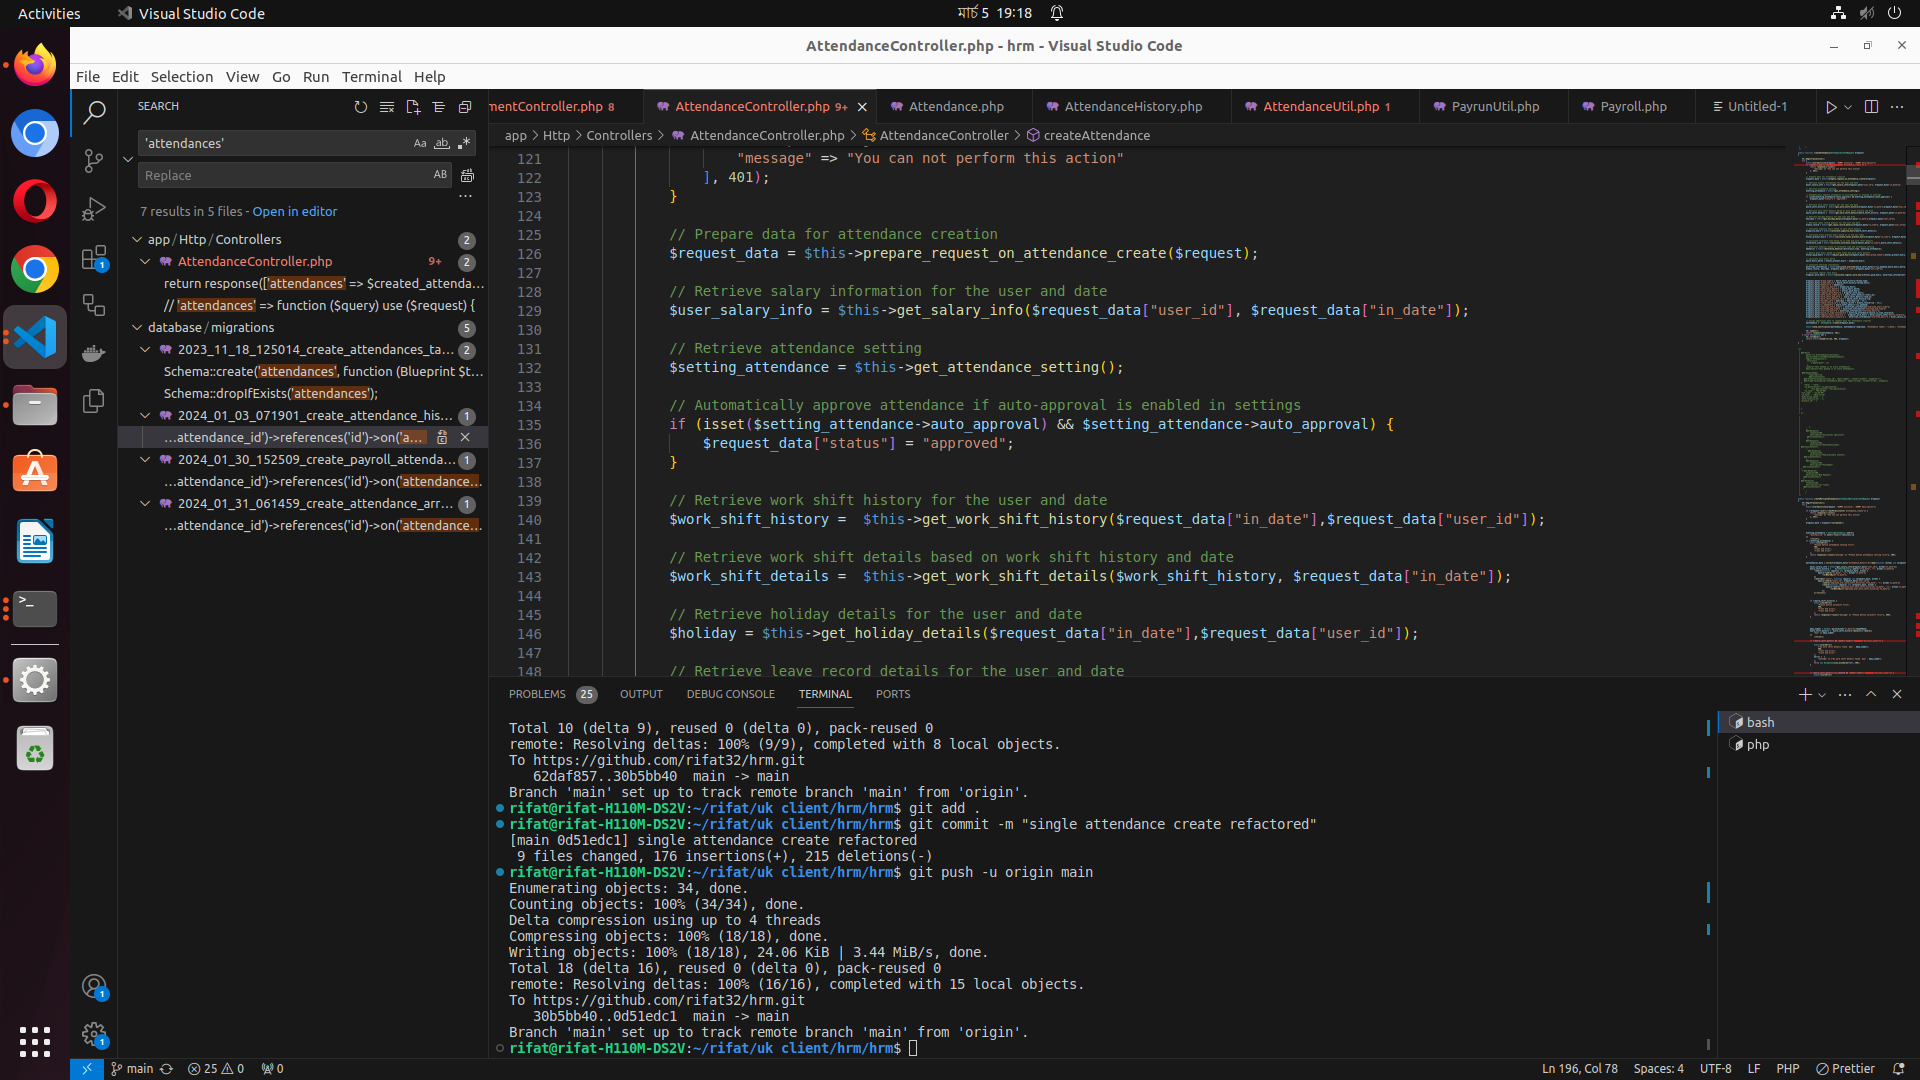 Activities
Visual Studio Code
মার্চ 5 19:18
AttendanceController.php - hrm - Visual Studio Code
File Edit Selection View Go Run Terminal Help
SEARCH
'attendances'
Aa ab
Replace
AB
7 results in 5 files - Open in editor
app/Http/Controllers 2
AttendanceController.php 9+ 2
return response(['attendances' => $created_attenda...
// 'attendances' => function ($query) use ($request) {
database/migrations 5
2023_11_18_125014_create_attendances_ta... 2
Schema::create('attendances', function (Blueprint $t...
Schema::dropIfExists('attendances');
2024_01_03_071901_create_attendance_his... 1
...attendance_id')->references('id')->on('a...
2024_01_30_152509_create_payroll_attenda... 1
...attendance_id')->references('id')->on('attendance...
2024_01_31_061459_create_attendance_arr... 1
...attendance_id')->references('id')->on('attendance...
mentController.php 8
AttendanceController.php 9+
Attendance.php
AttendanceHistory.php
AttendanceUtil.php 1
PayrunUtil.php
Payroll.php
Untitled-1
app > Http > Controllers > AttendanceController.php > AttendanceController > createAttendance
121 "message" => "You can not perform this action"
122 ], 401);
123 }
124
125 // Prepare data for attendance creation
126 $request_data = $this->prepare_request_on_attendance_create($request);
127
128 // Retrieve salary information for the user and date
129 $user_salary_info = $this->get_salary_info($request_data["user_id"], $request_data["in_date"]);
130
131 // Retrieve attendance setting
132 $setting_attendance = $this->get_attendance_setting();
133
134 // Automatically approve attendance if auto-approval is enabled in settings
135 if (isset($setting_attendance->auto_approval) && $setting_attendance->auto_approval) {
136 $request_data["status"] = "approved";
137 }
138
139 // Retrieve work shift history for the user and date
140 $work_shift_history =  $this->get_work_shift_history($request_data["in_date"],$request_data["user_id"]);
141
142 // Retrieve work shift details based on work shift history and date
143 $work_shift_details =  $this->get_work_shift_details($work_shift_history, $request_data["in_date"]);
144
145 // Retrieve holiday details for the user and date
146 $holiday = $this->get_holiday_details($request_data["in_date"],$request_data["user_id"]);
147
148 // Retrieve leave record details for the user and date
PROBLEMS 25 OUTPUT DEBUG CONSOLE TERMINAL PORTS
Total 10 (delta 9), reused 0 (delta 0), pack-reused 0
remote: Resolving deltas: 100% (9/9), completed with 8 local objects.
To https://github.com/rifat32/hrm.git
62daf857..30b5bb40  main -> main
Branch 'main' set up to track remote branch 'main' from 'origin'.
rifat@rifat-H110M-DS2V:~/rifat/uk client/hrm/hrm$ git add .
rifat@rifat-H110M-DS2V:~/rifat/uk client/hrm/hrm$ git commit -m "single attendance create refactored"
[main 0d51edc1] single attendance create refactored
9 files changed, 176 insertions(+), 215 deletions(-)
rifat@rifat-H110M-DS2V:~/rifat/uk client/hrm/hrm$ git push -u origin main
Enumerating objects: 34, done.
Counting objects: 100% (34/34), done.
Delta compression using up to 4 threads
Compressing objects: 100% (18/18), done.
Writing objects: 100% (18/18), 24.06 KiB | 3.44 MiB/s, done.
Total 18 (delta 16), reused 0 (delta 0), pack-reused 0
remote: Resolving deltas: 100% (16/16), completed with 15 local objects.
To https://github.com/rifat32/hrm.git
30b5bb40..0d51edc1  main -> main
Branch 'main' set up to track remote branch 'main' from 'origin'.
rifat@rifat-H110M-DS2V:~/rifat/uk client/hrm/hrm$
bash
php
1
1
1
main 25 0 0
Ln 196, Col 78 Spaces: 4 UTF-8 LF PHP Prettier